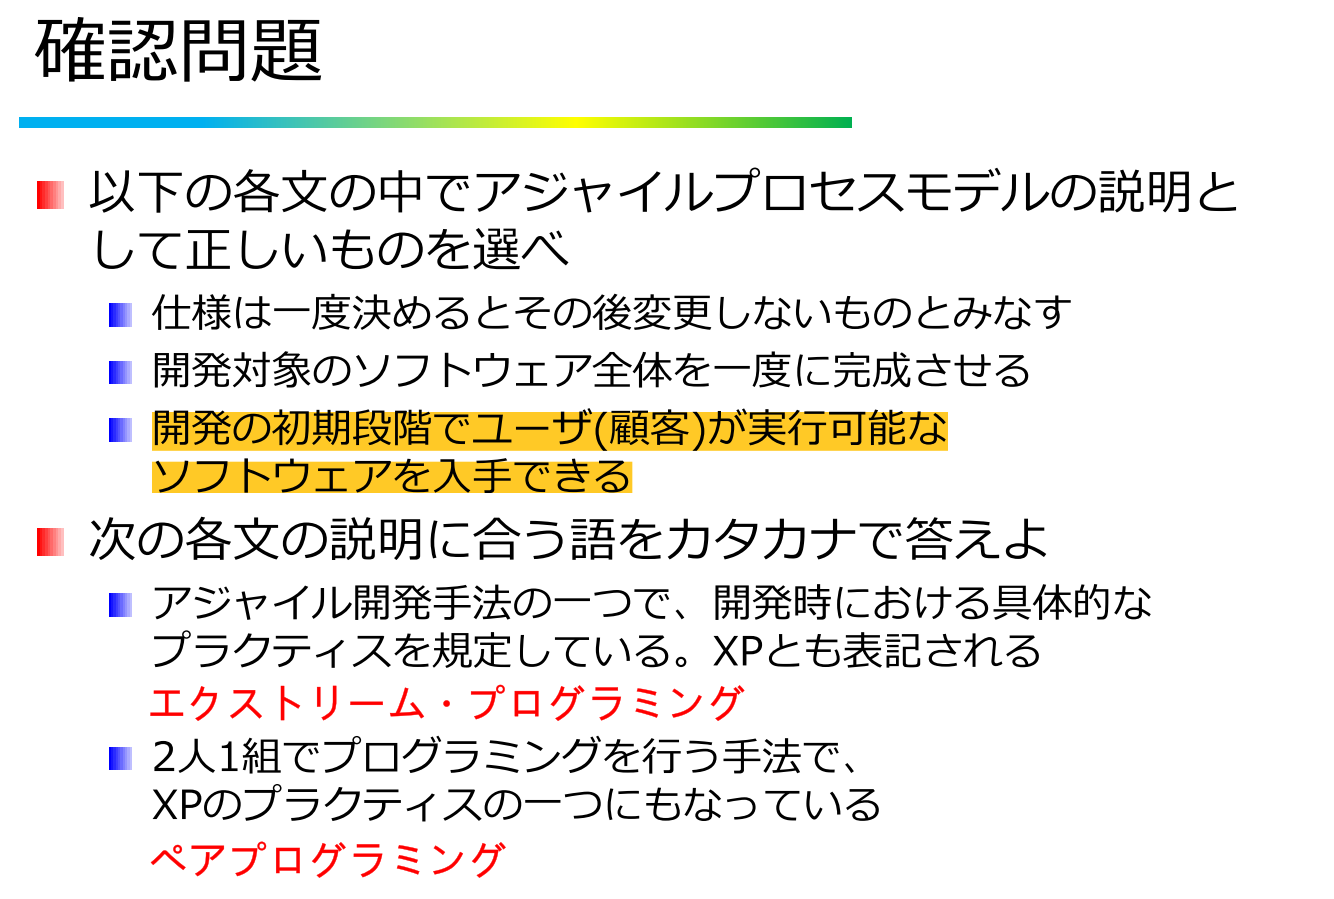 確認問題
以下の各文の中でアジャイルプロセスモデルの説明と
して正しいものを選べ
仕様は一度決めるとその後変更しないものとみなす
開発対象のソフトウェア全体を一度に完成させる
開発の初期段階でユーザ(顧客)が実行可能な
ソフトウェアを入手できる
次の各文の説明に合う語をカタカナで答えよ
アジャイル開発手法の一つで、開発時における具体的な
プラクティスを規定している。XPとも表記される
エクストリーム・プログラミング
2人1組でプログラミングを行う手法で、
XPのプラクティスの一つにもなっている
ペアプログラミング